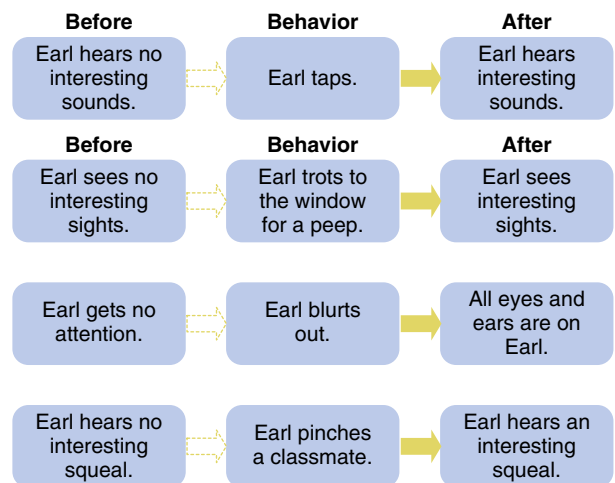 Before Behavior After
Earl hears no
interesting
sounds.
Earl taps.
Earl hears
interesting
sounds.
Before Behavior After
Earl sees no
interesting
sights.
Earl trots to
the window
for a peep.
Earl sees
interesting
sights.
Earl gets no
attention.
Earl blurts
out.
All eyes and
ears are on
Earl.
Earl hears no
interesting
squeal.
Earl pinches
a classmate.
Earl hears an
interesting
squeal.